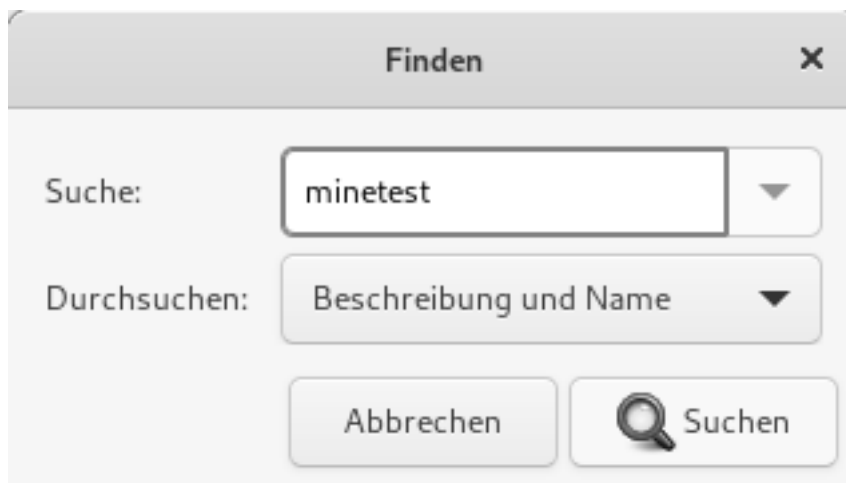 Finden
Suche: minetest
Durchsuchen: Beschreibung und Name
Abbrechen Suchen